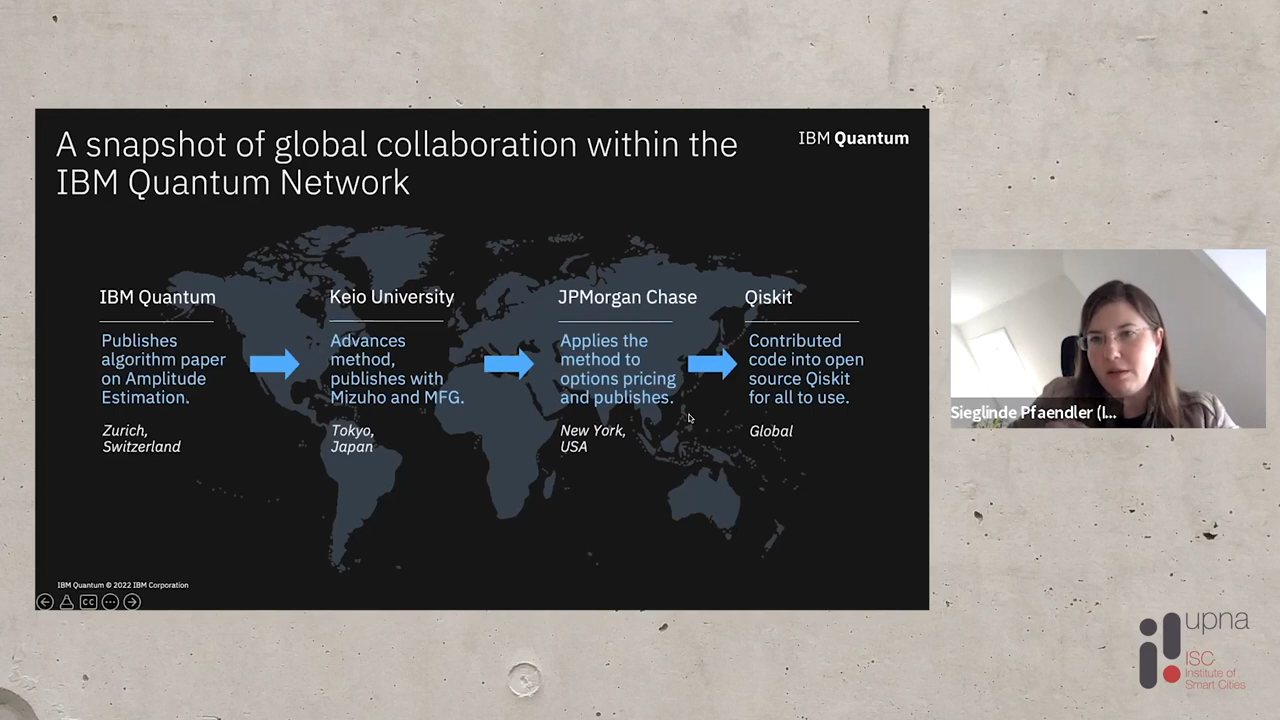 A snapshot of global collaboration within the
IBM Quantum Network
IBM Quantum
IBM Quantum
Publishes
algorithm paper
on Amplitude
Estimation.
Zurich,
Switzerland
Keio University
Advances
method,
publishes with
Mizuho and MFG.
Tokyo,
Japan
JPMorgan Chase
Applies the
method to
options pricing
and publishes.
New York,
USA
Qiskit
Contributed
code into open
source Qiskit
for all to use.
Global
IBM Quantum © 2022 IBM Corporation
CC
Sieglinde Pfaendler (I...
upna
ISC
Institute of
Smart Cities